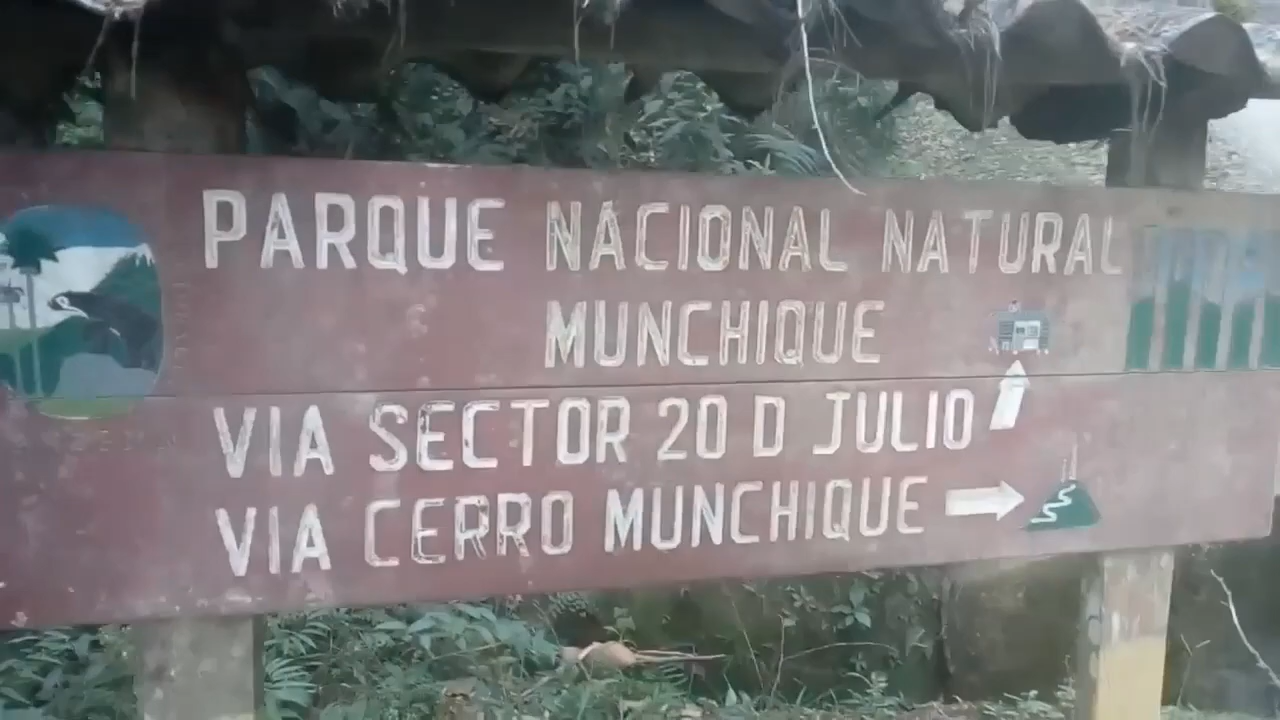 PARQUE NACIONAL NATURAL
MUNCHIQUE
VIA SECTOR 20 D JULIO
VIA CERRO MUNCHIQUE